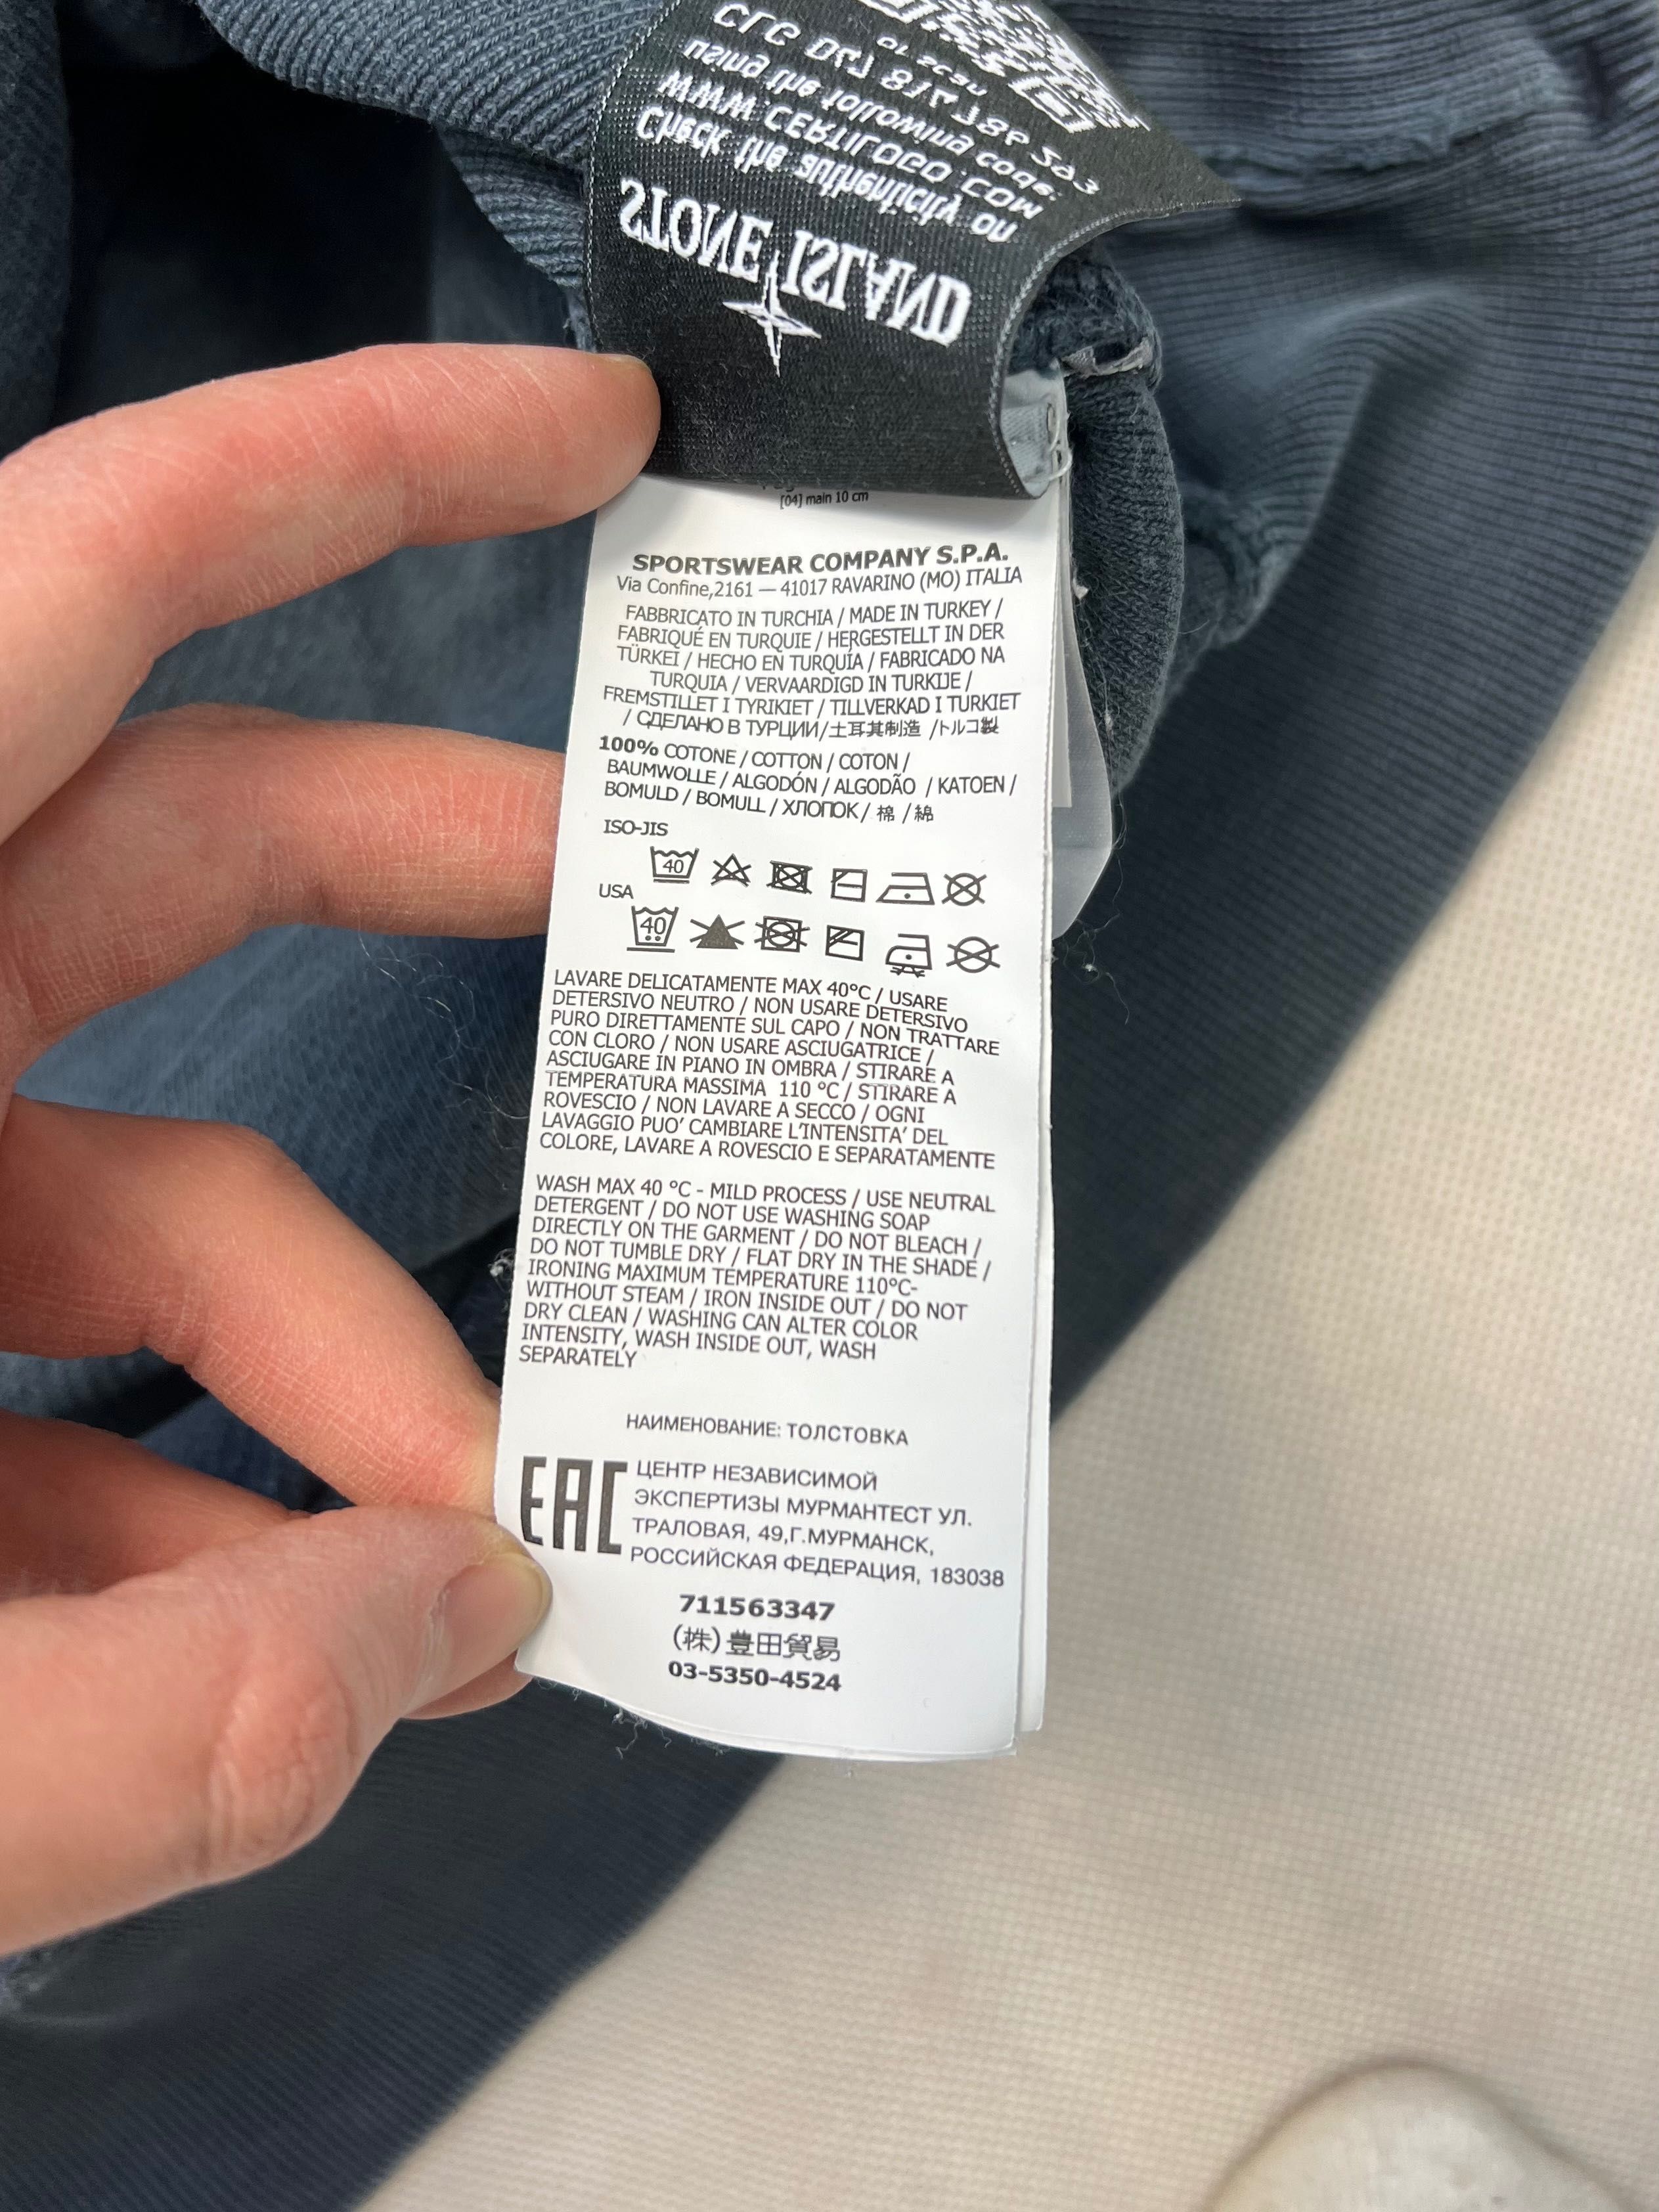 STONE ISLAND
Check the authenticity on
WWW.CERTILOGO.COM
using the following code:
CLG
or scan
[04] main 10 cm
SPORTSWEAR COMPANY S.P.A.
Via Confine,2161 — 41017 RAVARINO (MO) ITALIA
FABBRICATO IN TURCHIA / MADE IN TURKEY /
FABRIQUÉ EN TURQUIE / HERGESTELLT IN DER
TÜRKEI / HECHO EN TURQUÍA / FABRICADO NA
TURQUIA / VERVAARDIGD IN TURKIJE /
FREMSTILLET I TYRKIET / TILLVERKAD I TURKIET
/ СДЕЛАНО В ТУРЦИИ/土耳其制造 /トルコ製
100% COTONE / COTTON / COTON /
BAUMWOLLE / ALGODÓN / ALGODÃO / KATOEN /
BOMULD / BOMULL / ХЛОПОК/ 棉 / 綿
ISO-JIS
40
USA
40
LAVARE DELICATAMENTE MAX 40°C / USARE
DETERSIVO NEUTRO / NON USARE DETERSIVO
PURO DIRETTAMENTE SUL CAPO / NON TRATTARE
CON CLORO / NON USARE ASCIUGATRICE /
ASCIUGARE IN PIANO IN OMBRA / STIRARE A
TEMPERATURA MASSIMA 110 °C / STIRARE A
ROVESCIO / NON LAVARE A SECCO / OGNI
LAVAGGIO PUO' CAMBIARE L'INTENSITA' DEL
COLORE, LAVARE A ROVESCIO E SEPARATAMENTE
WASH MAX 40 °C - MILD PROCESS / USE NEUTRAL
DETERGENT / DO NOT USE WASHING SOAP
DIRECTLY ON THE GARMENT / DO NOT BLEACH /
DO NOT TUMBLE DRY / FLAT DRY IN THE SHADE /
IRONING MAXIMUM TEMPERATURE 110°C-
WITHOUT STEAM / IRON INSIDE OUT / DO NOT
DRY CLEAN / WASHING CAN ALTER COLOR
INTENSITY, WASH INSIDE OUT, WASH
SEPARATELY
НАИМЕНОВАНИЕ: ТОЛСТОВКА
EAC
ЦЕНТР НЕЗАВИСИМОЙ
ЭКСПЕРТИЗЫ МУРМАНТЕСТ УЛ.
ТРАЛОВАЯ, 49,Г.МУРМАНСК,
РОССИЙСКАЯ ФЕДЕРАЦИЯ, 183038
711563347
(株)豊田貿易
03-5350-4524